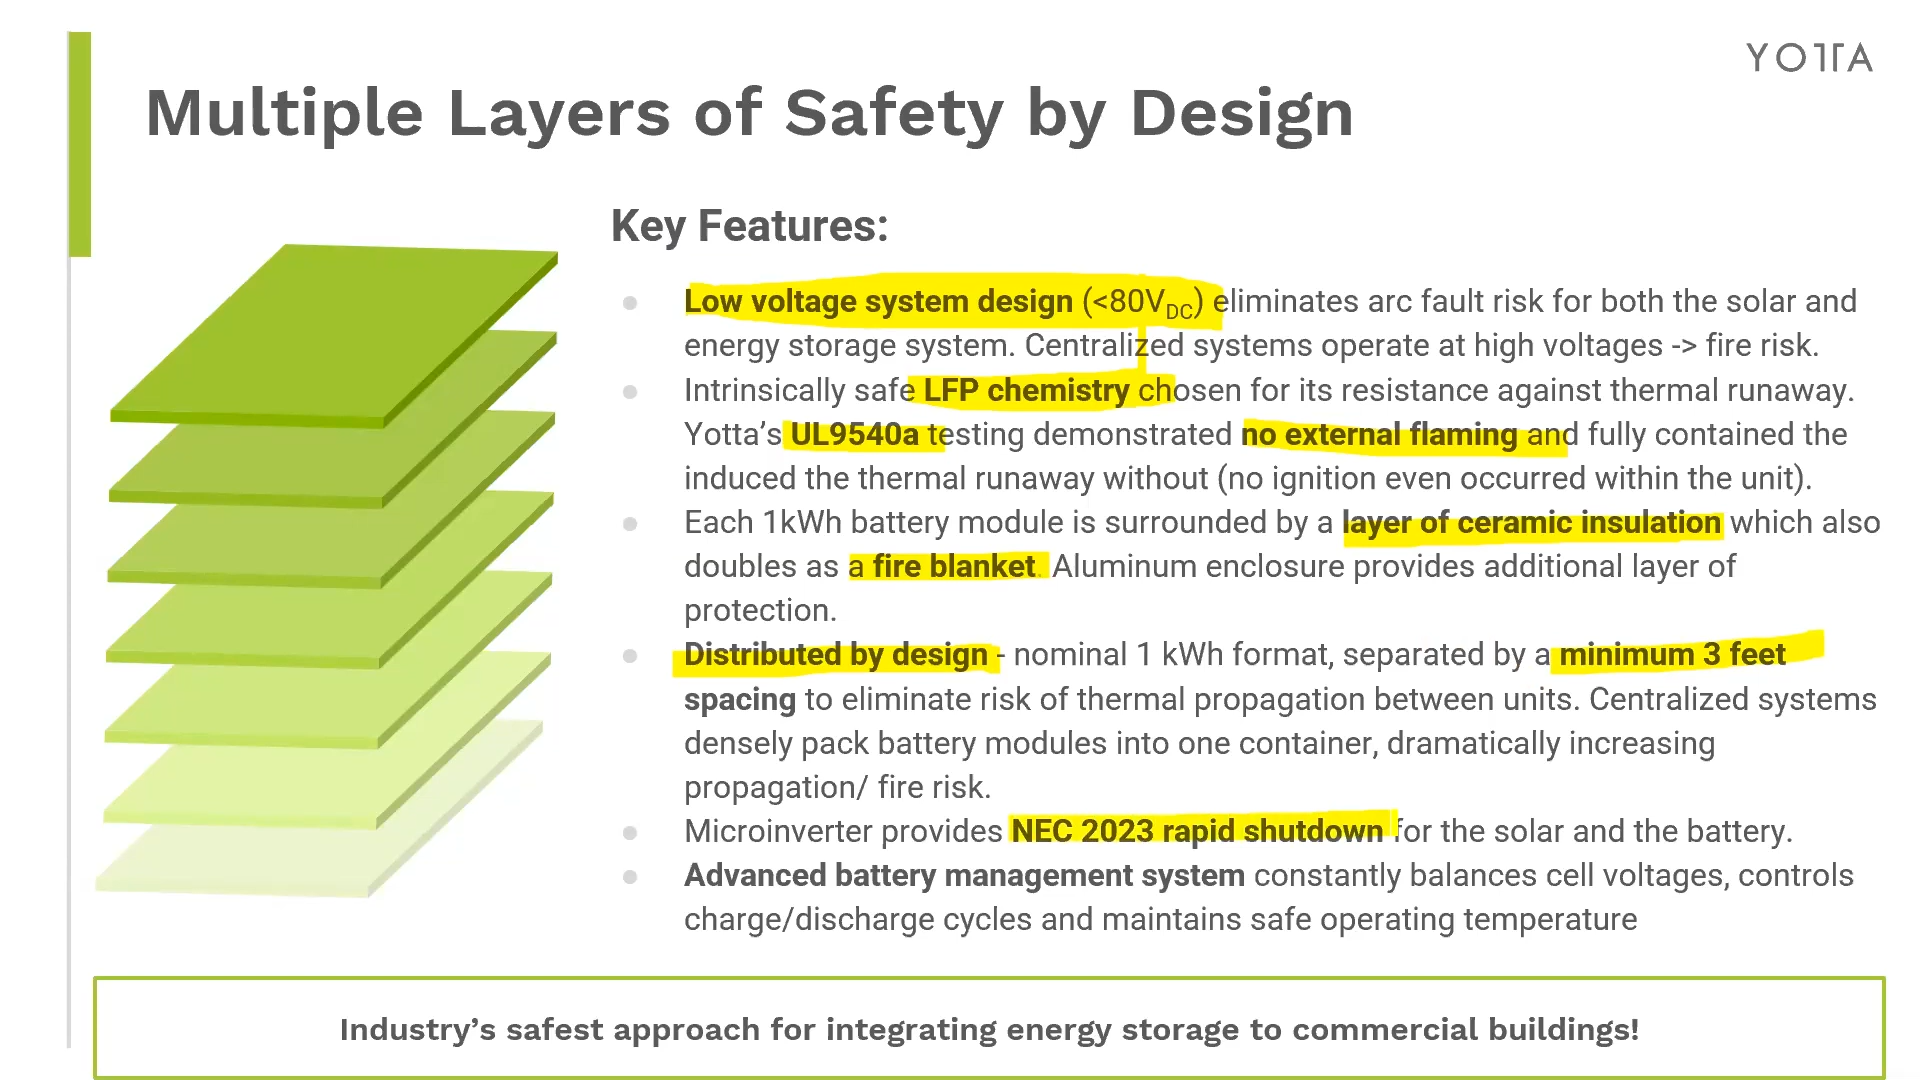 YOTTA
Multiple Layers of Safety by Design
Key Features:
● Low voltage system design (<80VDC) eliminates arc fault risk for both the solar and
energy storage system. Centralized systems operate at high voltages -> fire risk.
● Intrinsically safe LFP chemistry chosen for its resistance against thermal runaway.
Yotta’s UL9540a testing demonstrated no external flaming and fully contained the
induced the thermal runaway without (no ignition even occurred within the unit).
● Each 1kWh battery module is surrounded by a layer of ceramic insulation which also
doubles as a fire blanket. Aluminum enclosure provides additional layer of
protection.
● Distributed by design - nominal 1 kWh format, separated by a minimum 3 feet
spacing to eliminate risk of thermal propagation between units. Centralized systems
densely pack battery modules into one container, dramatically increasing
propagation/ fire risk.
● Microinverter provides NEC 2023 rapid shutdown for the solar and the battery.
● Advanced battery management system constantly balances cell voltages, controls
charge/discharge cycles and maintains safe operating temperature
Industry’s safest approach for integrating energy storage to commercial buildings!